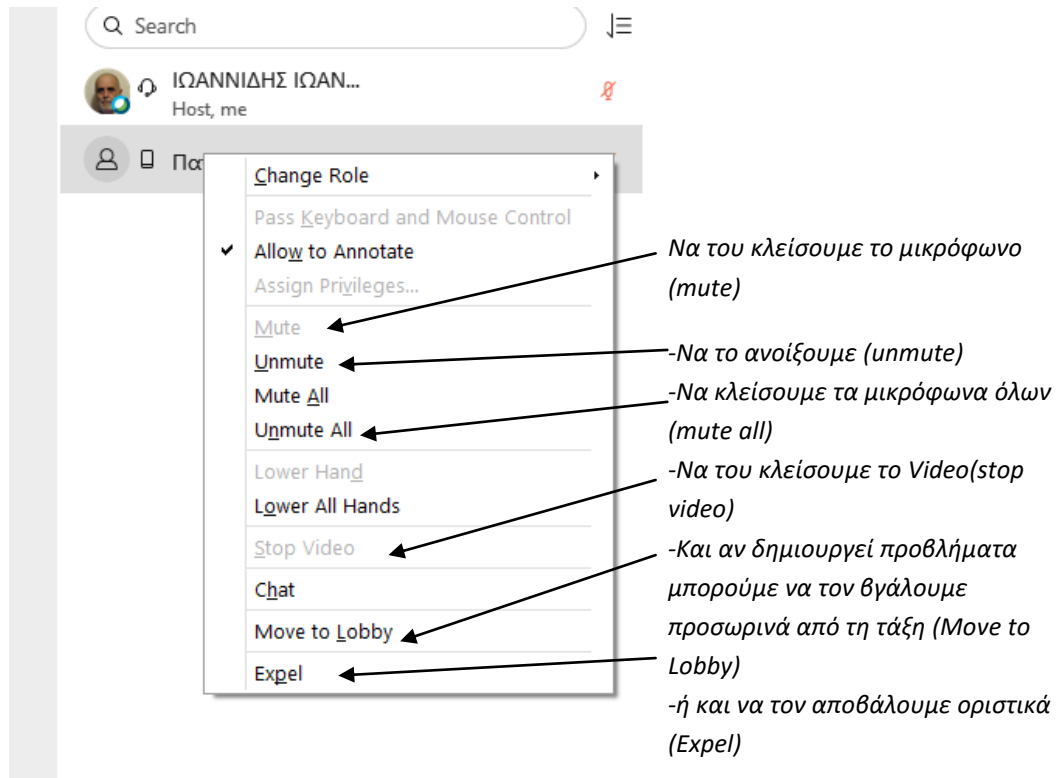 Search
ΙΩΑΝΝΙΔΗΣ ΙΩΑΝ...
Host, me
Πα
Change Role
Pass Keyboard and Mouse Control
Allow to Annotate
Assign Privileges...
Mute
Unmute
Mute All
Unmute All
Lower Hand
Lower All Hands
Stop Video
Chat
Move to Lobby
Expel
Να του κλείσουμε το μικρόφωνο
(mute)
-Να το ανοίξουμε (unmute)
-Να κλείσουμε τα μικρόφωνα όλων
(mute all)
-Να του κλείσουμε το Video(stop
video)
-Και αν δημιουργεί προβλήματα
μπορούμε να τον βγάλουμε
προσωρινά από τη τάξη (Move to
Lobby)
-ή και να τον αποβάλουμε οριστικά
(Expel)